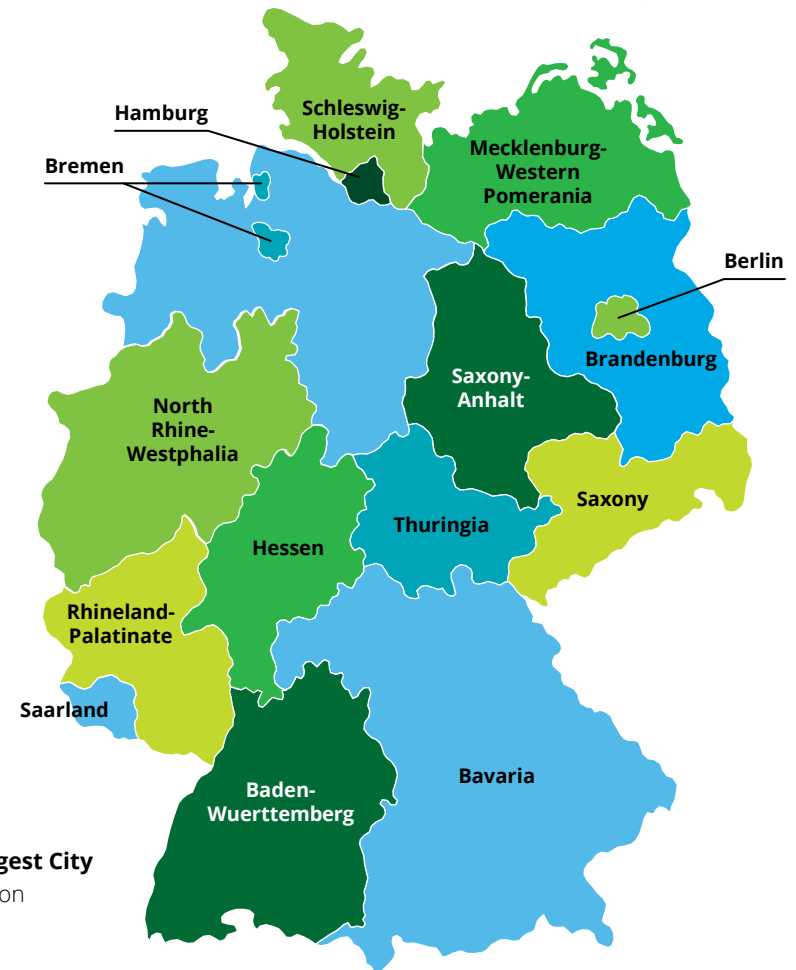 Hamburg
Schleswig-
Holstein
Bremen
Mecklenburg-
Western
Pomerania
Berlin
Brandenburg
Saxony-
Anhalt
North
Rhine-
Westphalia
Saxony
Thuringia
Hessen
Rhineland-
Palatinate
Saarland
Bavaria
Baden-
Wuerttemberg
gest City
on